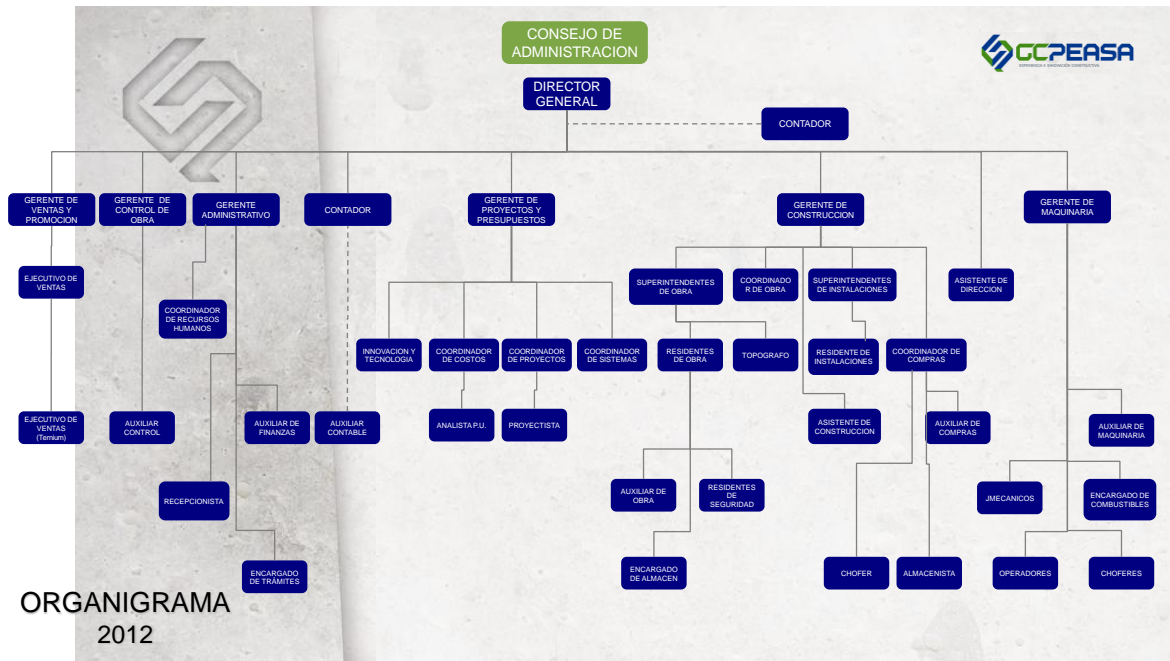 CONSEJO DE
ADMINISTRACION
GCPEASA
EXPERIENCIA E INNOVACIÓN CONSTRUCTIVA
DIRECTOR
GENERAL
CONTADOR
GERENTE DE
VENTAS Y
PROMOCION
GERENTE DE
CONTROL DE
OBRA
GERENTE
ADMINISTRATIVO
CONTADOR
GERENTE DE
PROYECTOS Y
PRESUPUESTOS
GERENTE DE
CONSTRUCCION
GERENTE DE
MAQUINARIA
EJECUTIVO DE
VENTAS
SUPERINTENDENTES
DE OBRA
COORDINADO
R DE OBRA
SUPERINTENDENTES
DE INSTALACIONES
ASISTENTE DE
DIRECCION
COORDINADOR
DE RECURSOS
HUMANOS
INNOVACION Y
TECNOLOGIA
COORDINADOR
DE COSTOS
COORDINADOR
DE PROYECTOS
COORDINADOR
DE SISTEMAS
RESIDENTES
DE OBRA
TOPOGRAFO
RESIDENTE DE
INSTALACIONES
COORDINADOR DE
COMPRAS
EJECUTIVO DE
VENTAS
(Ternium)
AUXILIAR
CONTROL
AUXILIAR DE
FINANZAS
AUXILIAR
CONTABLE
ANALISTA P.U.
PROYECTISTA
ASISTENTE DE
CONSTRUCCION
AUXILIAR DE
COMPRAS
AUXILIAR DE
MAQUINARIA
RECEPCIONISTA
AUXILIAR DE
OBRA
RESIDENTES
DE
SEGURIDAD
JMECANICOS
ENCARGADO DE
COMBUSTIBLES
ENCARGADO
DE TRÁMITES
ENCARGADO
DE ALMACEN
CHOFER
ALMACENISTA
OPERADORES
CHOFERES
ORGANIGRAMA
2012